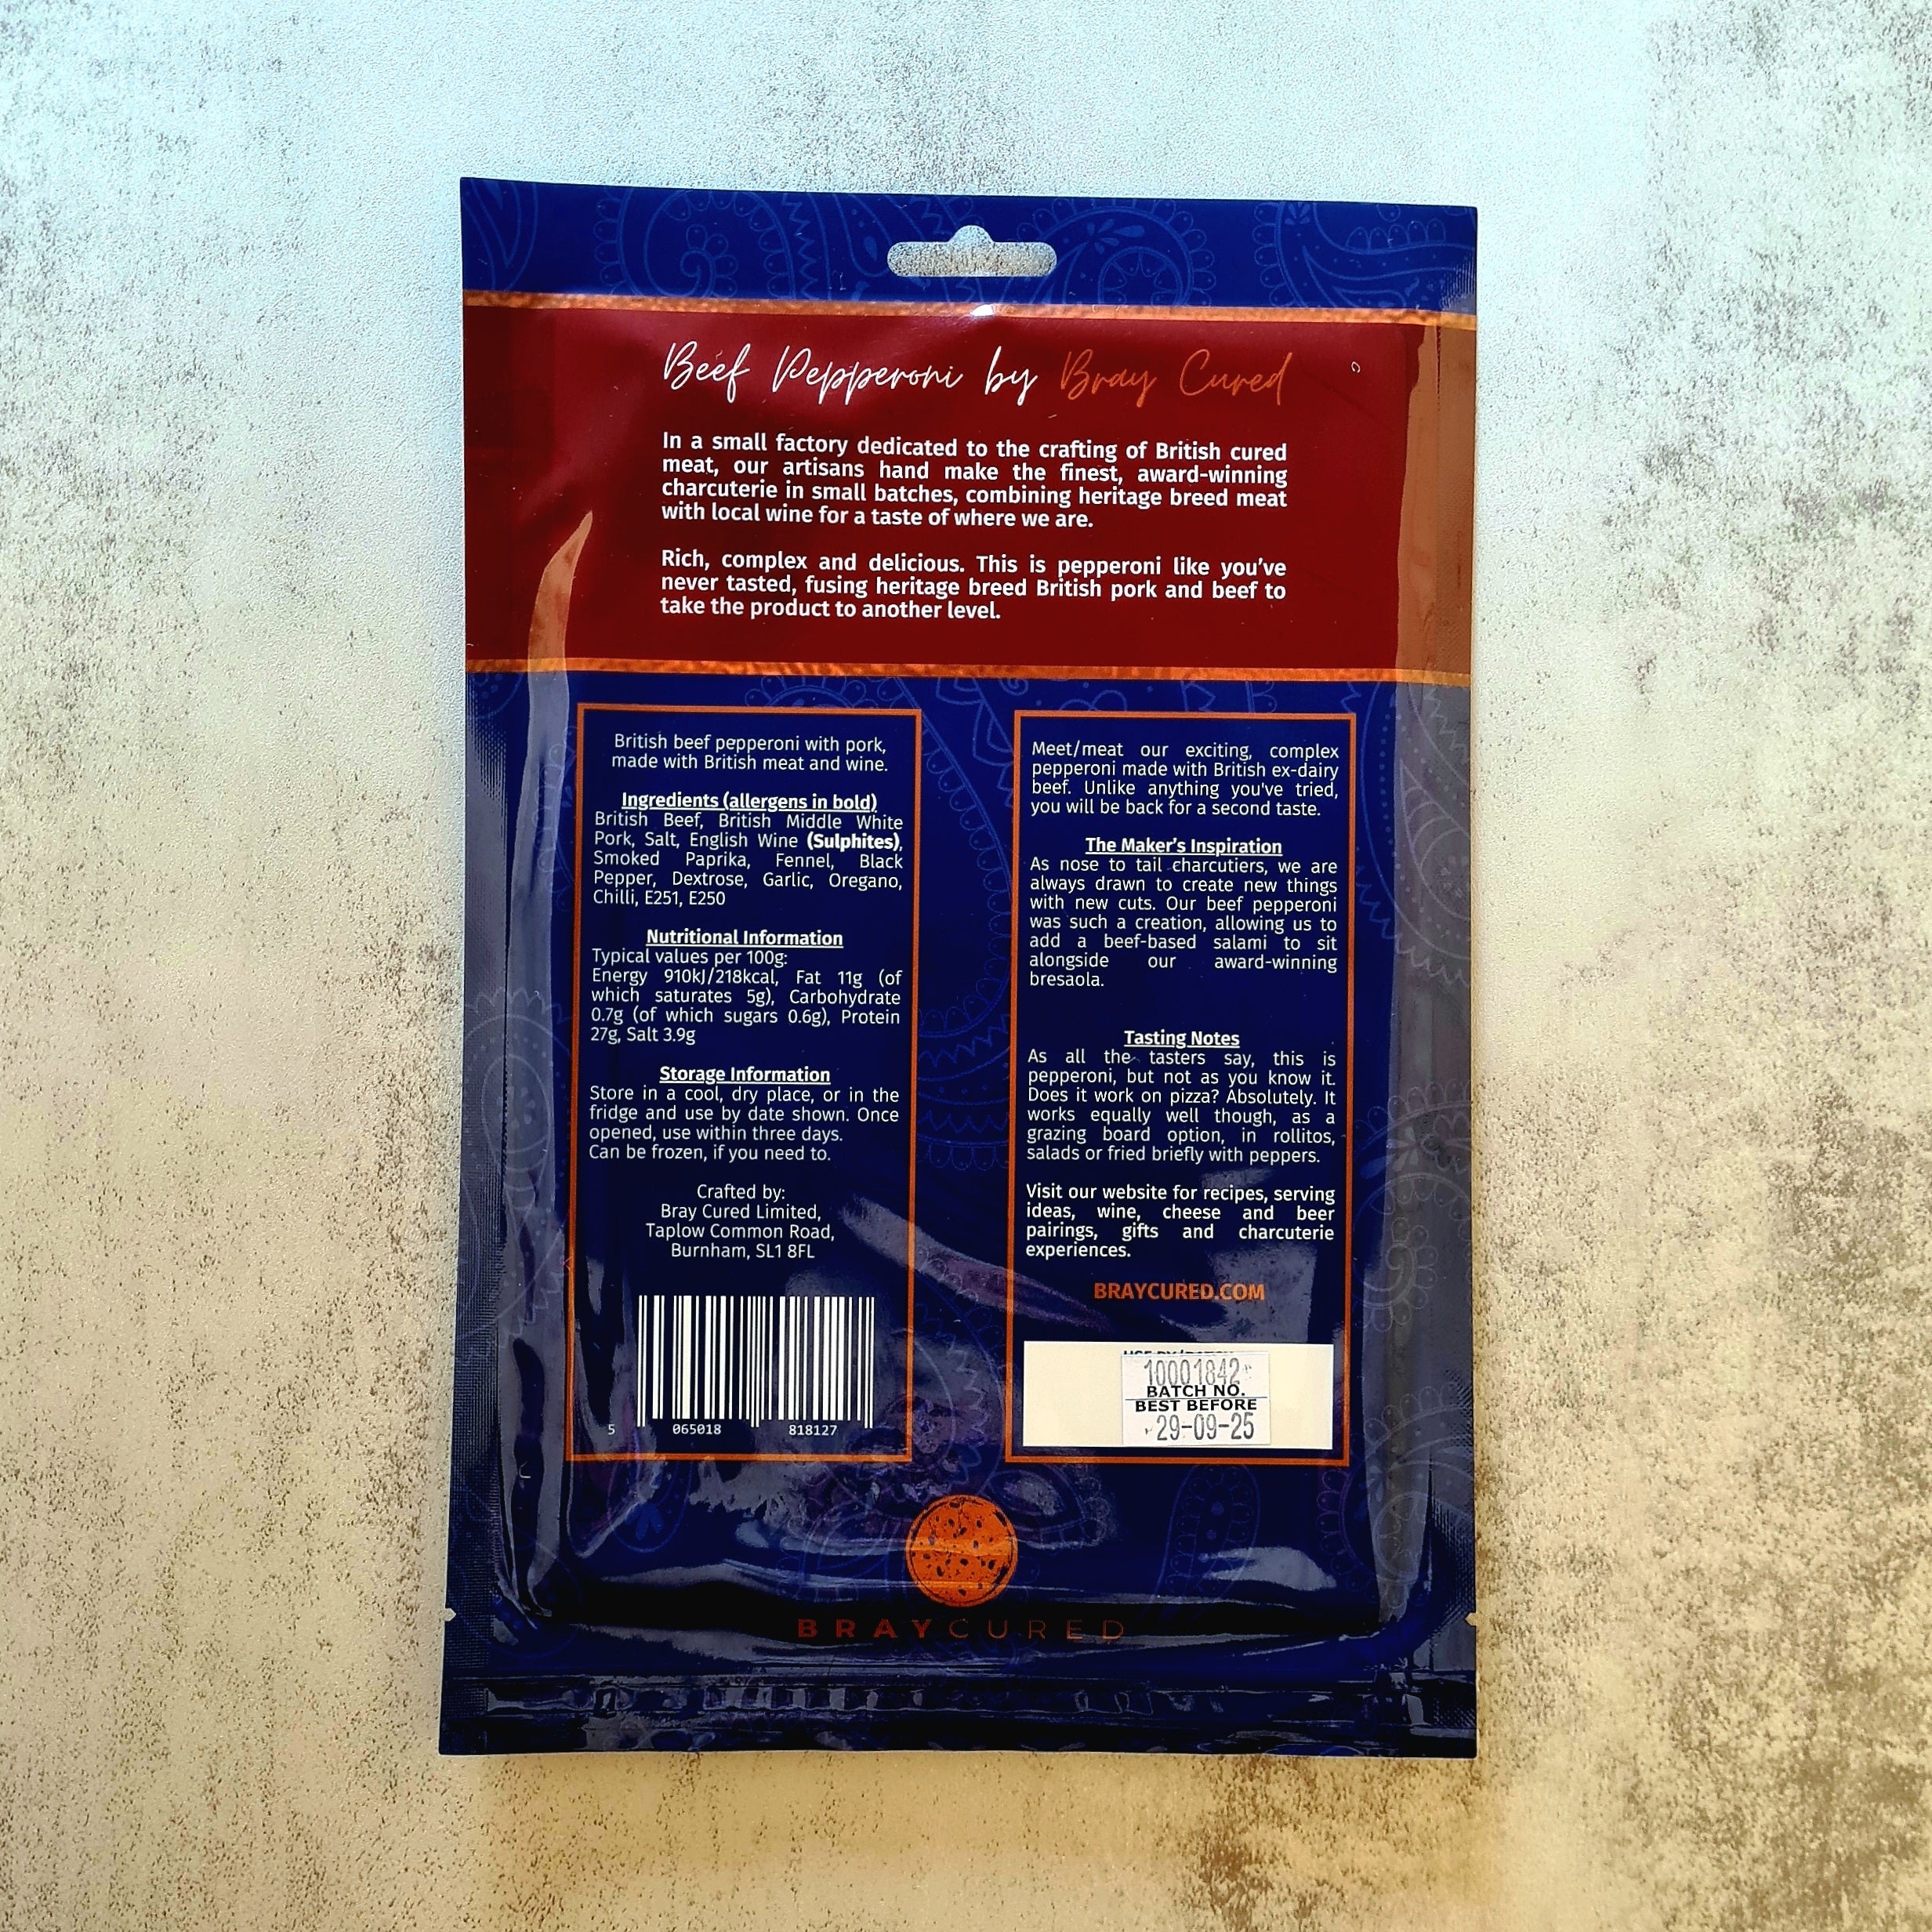 Beef Pepperoni by Bray Cured
In a small factory dedicated to the crafting of British cured
meat, our artisans hand make the finest, award-winning
charcuterie in small batches, combining heritage breed meat
with local wine for a taste of where we are.
Rich, complex and delicious. This is pepperoni like you've
never tasted, fusing heritage breed British pork and beef to
take the product to another level.
British beef pepperoni with pork,
made with British meat and wine.
Ingredients (allergens in bold)
British Beef, British Middle White
Pork, Salt, English Wine (Sulphites),
Smoked Paprika, Fennel, Black
Pepper, Dextrose, Garlic, Oregano,
Chilli, E251, E250
Nutritional Information
Typical values per 100g:
Energy 910kJ/218kcal, Fat 11g (of
which saturates 5g), Carbohydrate
0.7g (of which sugars 0.6g), Protein
27g, Salt 3.9g
Storage Information
Store in a cool, dry place, or in the
fridge and use by date shown. Once
opened, use within three days.
Can be frozen, if you need to.
Crafted by:
Bray Cured Limited,
Taplow Common Road,
Burnham, SL1 8FL
5 065018 818127
Meet/meat our exciting, complex
pepperoni made with British ex-dairy
beef. Unlike anything you've tried,
you will be back for a second taste.
The Maker's Inspiration
As nose to tail charcutiers, we are
always drawn to create new things
with new cuts. Our beef pepperoni
was such a creation, allowing us to
add a beef-based salami to sit
alongside our award-winning
bresaola.
Tasting Notes
As all the tasters say, this is
pepperoni, but not as you know it.
Does it work on pizza? Absolutely. It
works equally well though, as a
grazing board option, in rollitos,
salads or fried briefly with peppers.
Visit our website for recipes, serving
ideas, wine, cheese and beer
pairings, gifts and charcuterie
experiences.
BRAYCURED.COM
10001842
BATCH NO.
BEST BEFORE
29-09-25
BRAYCURED